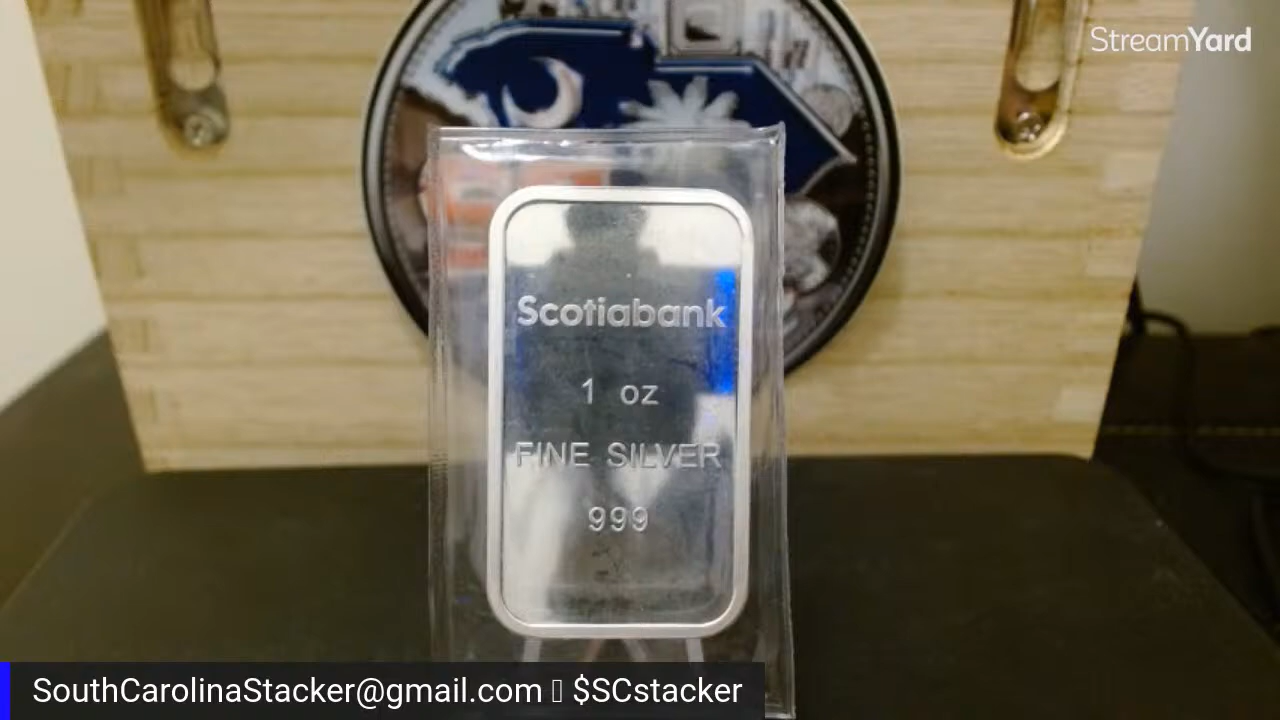 StreamYard
Scotiabank
1 oz
FINE SILVER
999
SouthCarolinaStacker@gmail.com ▯ $SCstacker